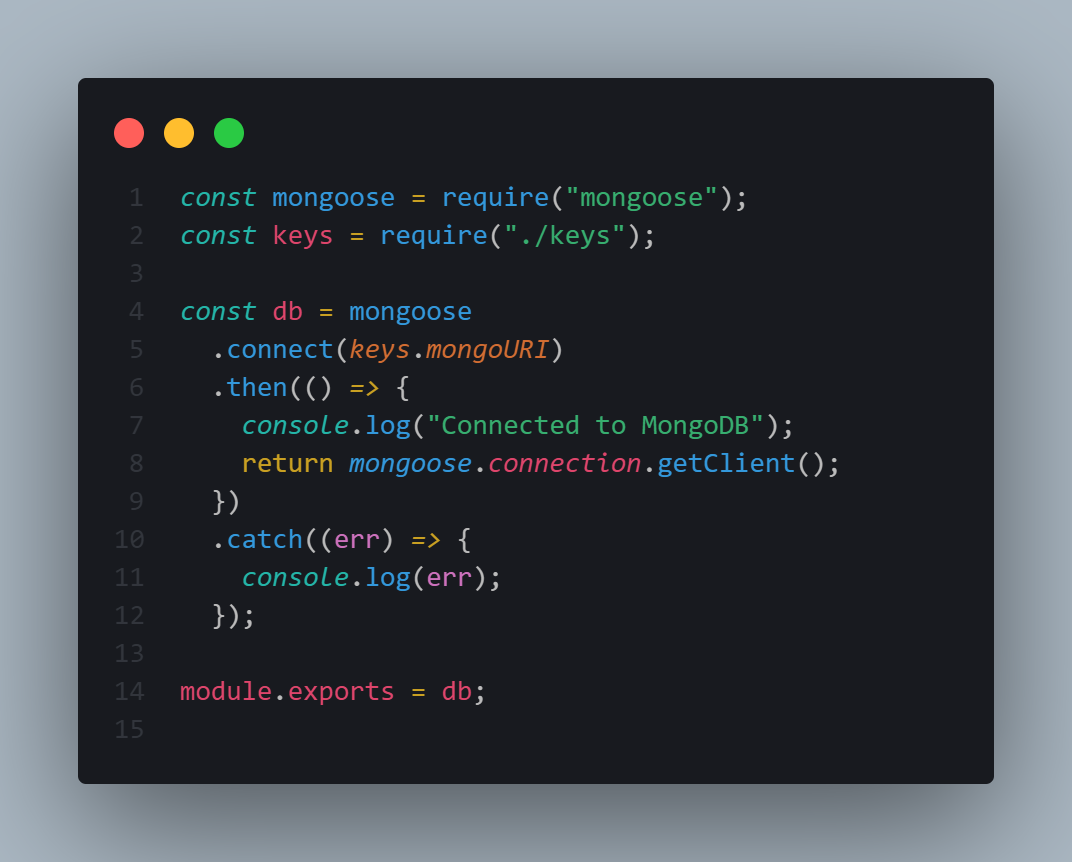 1 const mongoose = require("mongoose");
2 const keys = require("./keys");
3
4 const db = mongoose
5   .connect(keys.mongoURI)
6   .then(() => {
7     console.log("Connected to MongoDB");
8     return mongoose.connection.getClient();
9   })
10   .catch((err) => {
11     console.log(err);
12   });
13
14 module.exports = db;
15